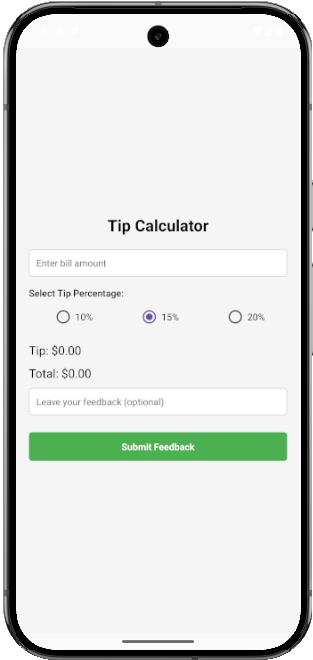 Tip Calculator
Enter bill amount
Select Tip Percentage:
10% 15% 20%
Tip: $0.00
Total: $0.00
Leave your feedback (optional)
Submit Feedback